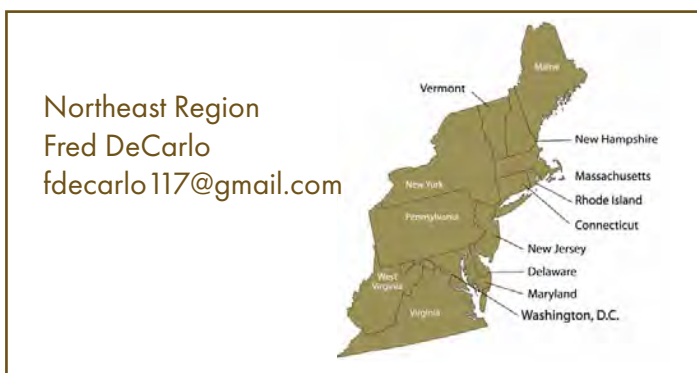 Northeast Region
Fred DeCarlo
fdecarlo117@gmail.com
Maine
Vermont
New Hampshire
Massachusetts
New York
Rhode Island
Pennsylvania
Connecticut
New Jersey
Delaware
West
Virginia
Maryland
Virginia
Washington, D.C.